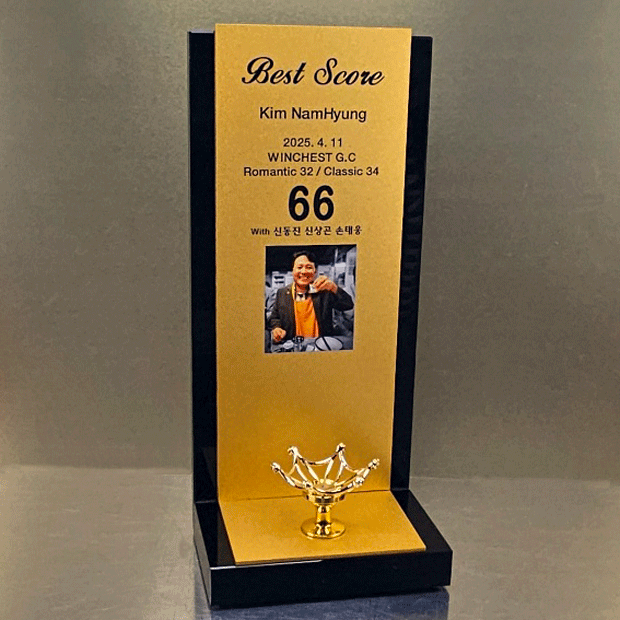 Best Score
Kim NamHyung
2025. 4. 11
WINCHEST G.C
Romantic 32 / Classic 34
66
With 신동진 신상곤 손태웅